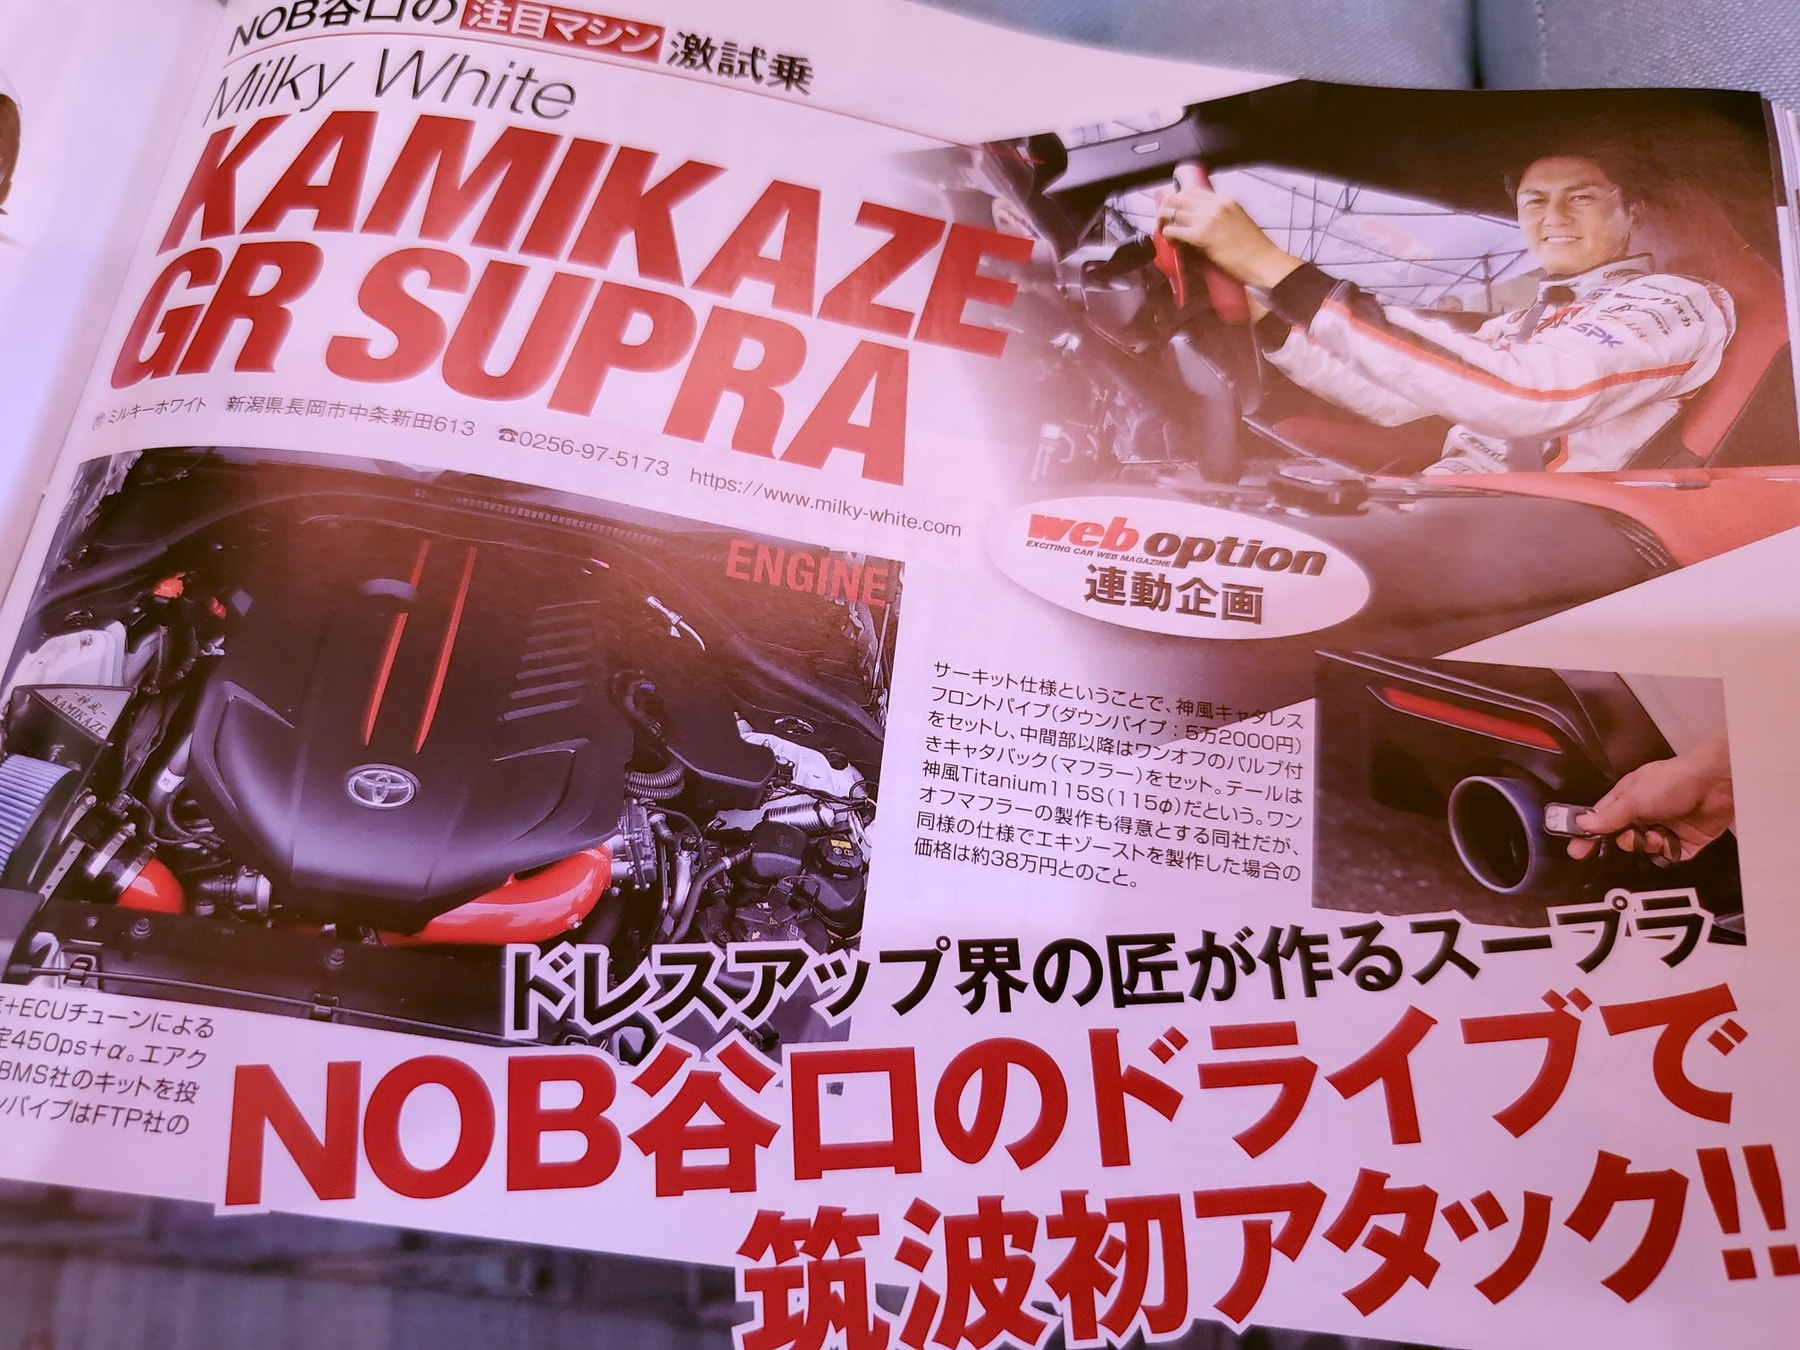 NOB谷口の 注目マシン 激試乗
Milky White
KAMIKAZE
GR SUPRA
ミルキーホワイト 新潟県長岡市中条新田613 ☎0256-97-5173 https://www.milky-white.com
ENGINE
web option
EXCITING CAR WEB MAGAZINE
連動企画
SPK
神風
KAMIKAZE
サーキット仕様ということで、神風キャタレス
フロントパイプ(ダウンパイプ:5万2000円)
をセットし、中間部以降はワンオフのバルブ付
きキャタバック(マフラー)をセット。テールは
神風Titanium115S(115φ)だという。ワン
オフマフラーの製作も得意とする同社だが、
同様の仕様でエキゾーストを製作した場合の
価格は約38万円とのこと。
+ECUチューンによる
定450ps+α。エアク
BMS社のキットを投
ンパイプはFTP社の
ドレスアップ界の匠が作るスープラ
NOB谷口のドライブで
筑波初アタック!!